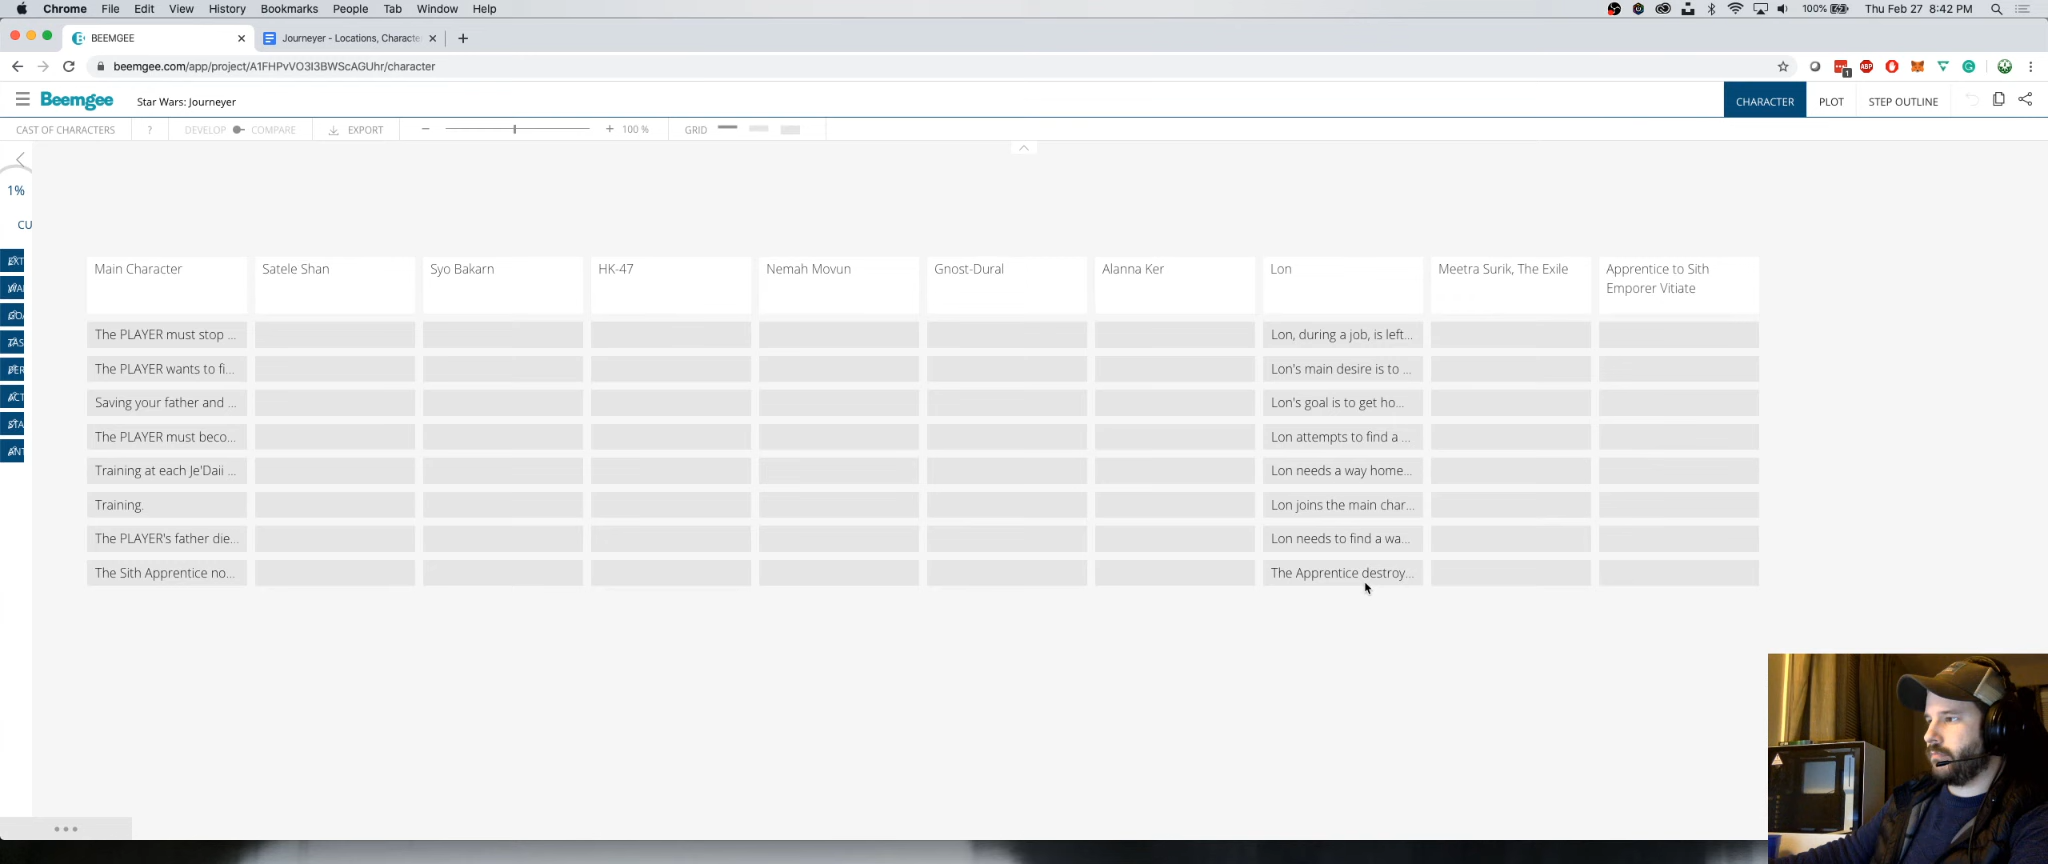 Chrome File Edit View History Bookmarks People Tab Window Help 100% Thu Feb 27 8:42 PM
BEEMGEE Journeyer - Locations, Characte
beemgee.com/app/project/A1FHPvVO3I3BWScAGUhr/character
Beemgee Star Wars: Journeyer CHARACTER PLOT STEP OUTLINE
CAST OF CHARACTERS ? DEVELOP COMPARE EXPORT − + 100 % GRID
1%
CU
Main Character Satele Shan Syo Bakarn HK-47 Nemah Movun Gnost-Dural Alanna Ker Lon Meetra Surik, The Exile Apprentice to Sith
Emporer Vitiate
The PLAYER must stop ... Lon, during a job, is left...
The PLAYER wants to fi... Lon's main desire is to ...
Saving your father and ... Lon's goal is to get ho...
The PLAYER must beco... Lon attempts to find a ...
Training at each Je'Daii ... Lon needs a way home...
Training. Lon joins the main char...
The PLAYER's father die... Lon needs to find a wa...
The Sith Apprentice no... The Apprentice destroy...